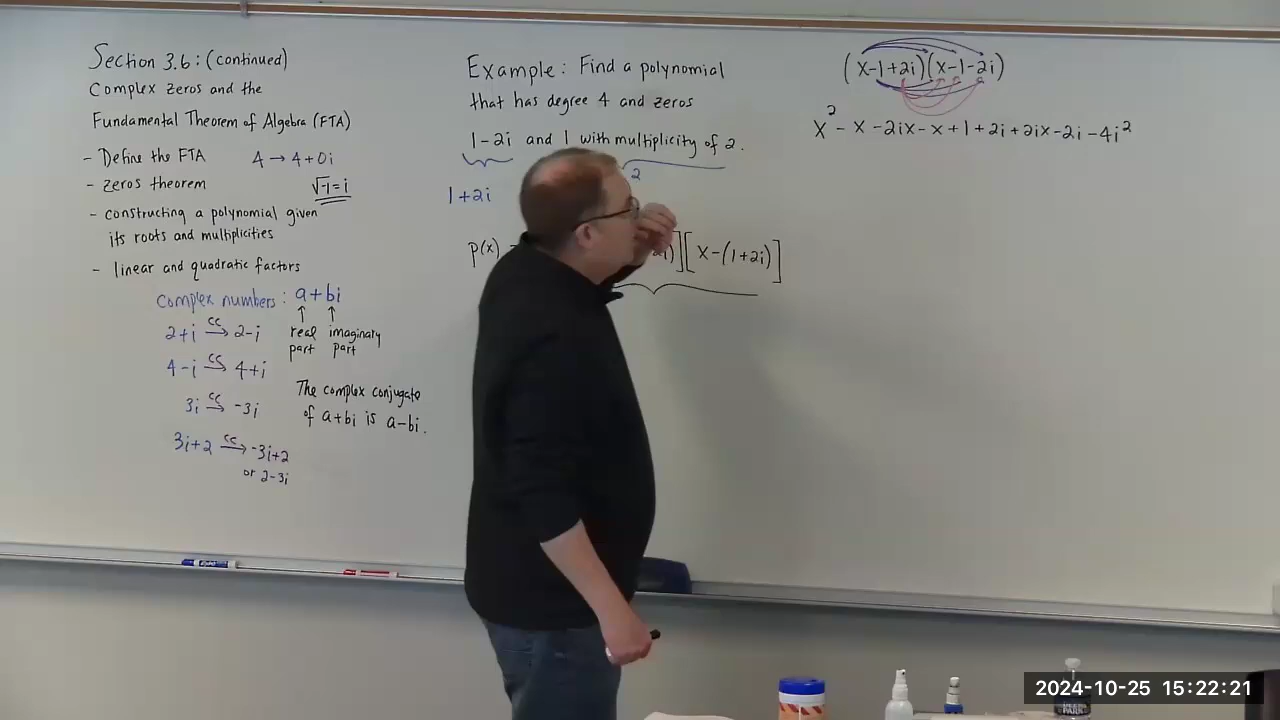 Section 3.6: (continued)
Complex Zeros and the
Fundamental Theorem of Algebra (FTA)
- Define the FTA 4 → 4+0i
- zeros theorem √-1 = i
- constructing a polynomial given
its roots and multiplicities
- linear and quadratic factors
Complex numbers: a+bi
↑ ↑
real imaginary
part part
2+i cc→ 2-i
4-i cc→ 4+i
3i cc→ -3i
3i+2 cc→ -3i+2
or 2-3i
The complex conjugate
of a+bi is a-bi.
Example: Find a polynomial
that has degree 4 and zeros
1-2i and 1 with multiplicity of 2.
2
1+2i
p(x) i)][x-(1+2i)]
(x-1+2i)(x-1-2i)
x² - x - 2ix - x + 1 + 2i + 2ix - 2i - 4i²
2024-10-25 15:22:21